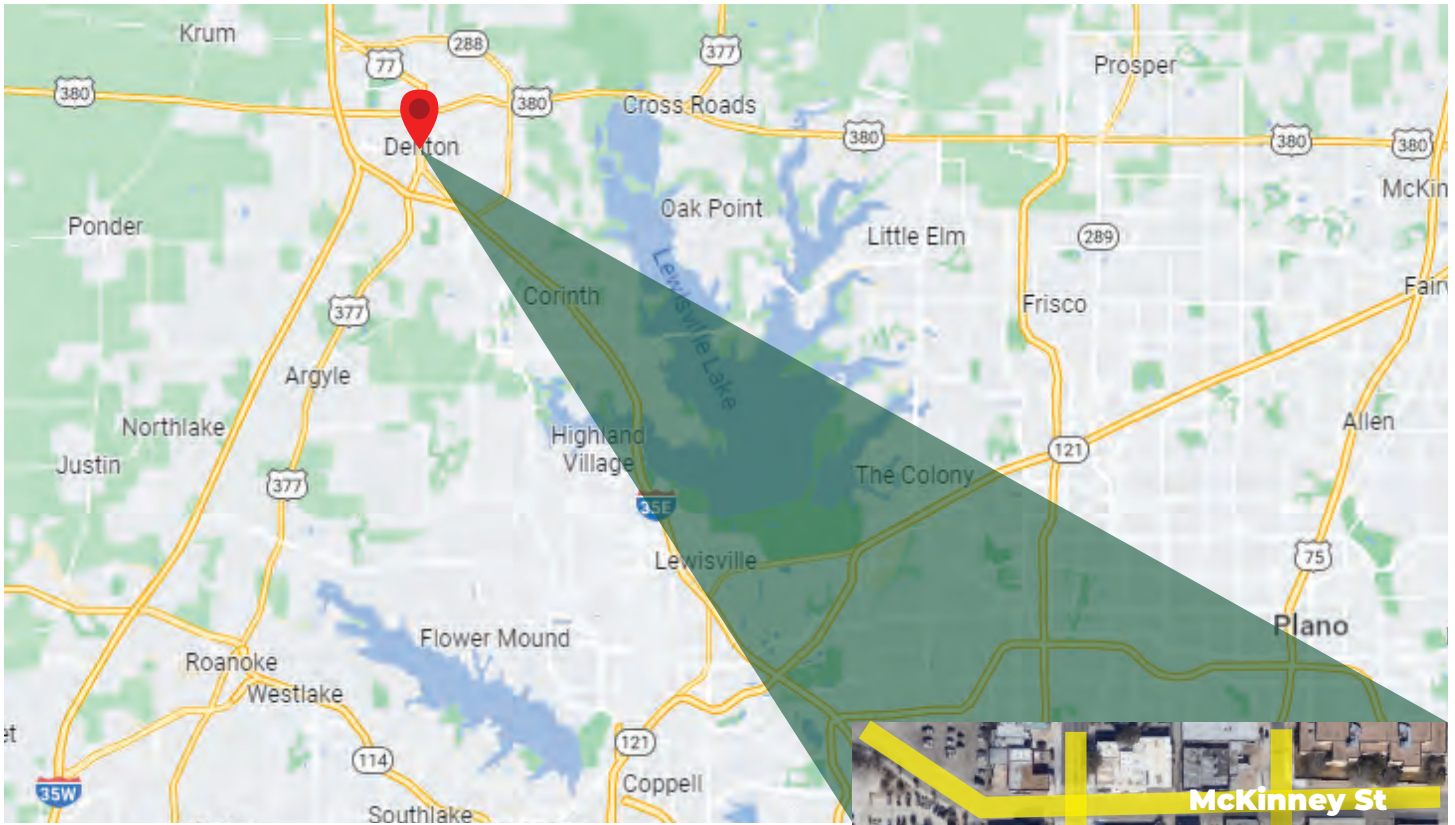 Krum
288
377
77
Prosper
380
380
Cross Roads
380
380
380
Denton
McKin
Ponder
Oak Point
Little Elm
289
Lewisville Lake
Fairv
Corinth
Frisco
377
Argyle
Northlake
Allen
Highland
Village
121
Justin
The Colony
377
35E
75
Lewisville
Plano
Flower Mound
Roanoke
Westlake
et
121
114
Coppell
35W
Southlake
McKinney St